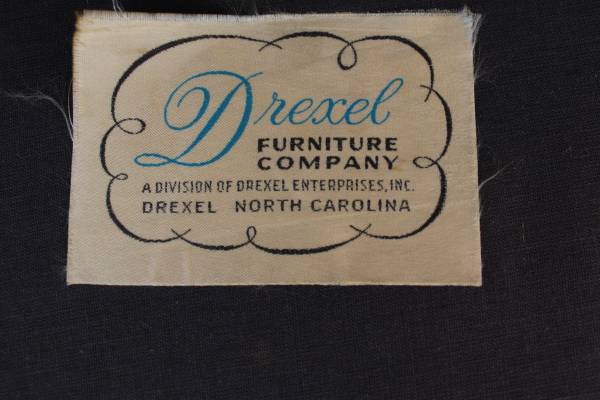 Drexel
FURNITURE
COMPANY
A DIVISION OF DREXEL ENTERPRISES, INC.
DREXEL NORTH CAROLINA